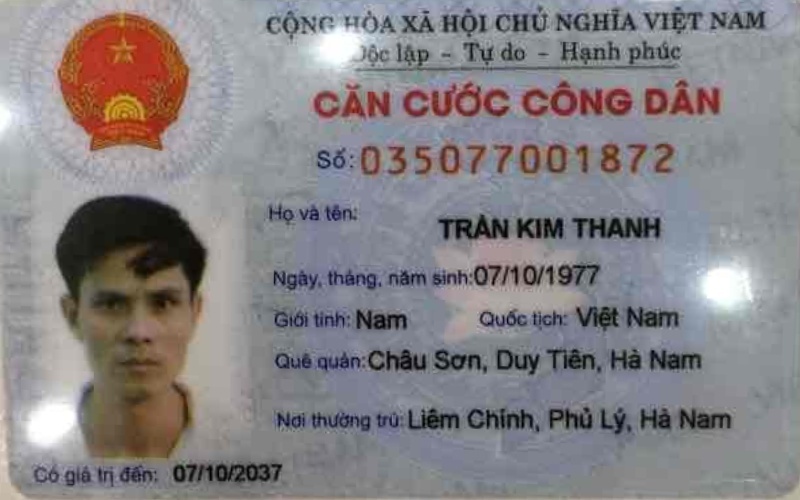 CỘNG HÒA XÃ HỘI CHỦ NGHĨA VIỆT NAM
Độc lập - Tự do - Hạnh phúc
CĂN CƯỚC CÔNG DÂN
Số: 035077001872
Họ và tên: TRẦN KIM THANH
Ngày, tháng, năm sinh: 07/10/1977
Giới tính: Nam Quốc tịch: Việt Nam
Quê quán: Châu Sơn, Duy Tiên, Hà Nam
Nơi thường trú: Liêm Chính, Phủ Lý, Hà Nam
Có giá trị đến: 07/10/2037